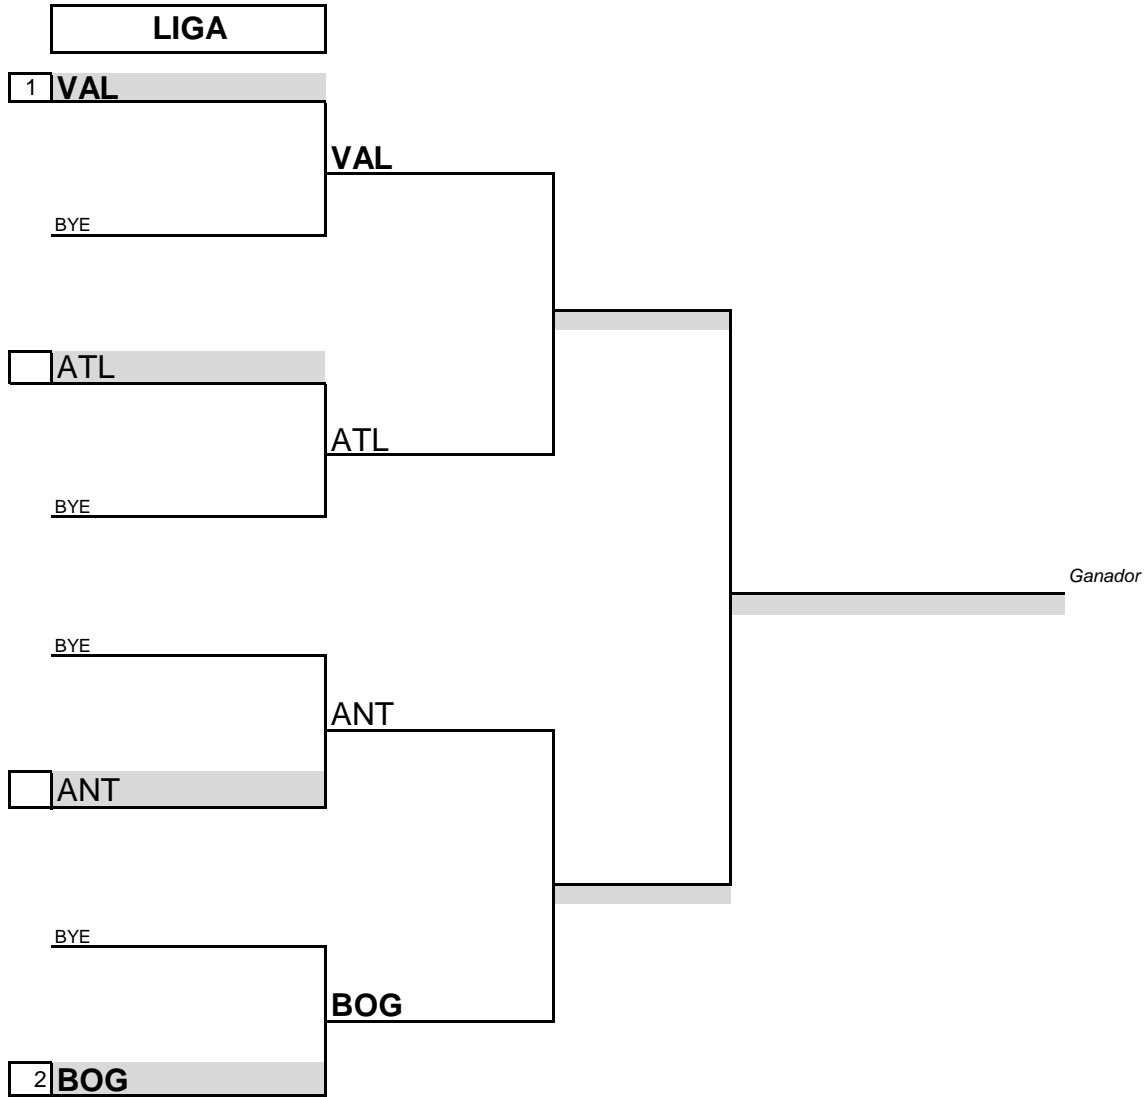 LIGA
1 VAL
VAL
BYE
ATL
ATL
BYE
Ganador
BYE
ANT
ANT
BYE
BOG
2 BOG